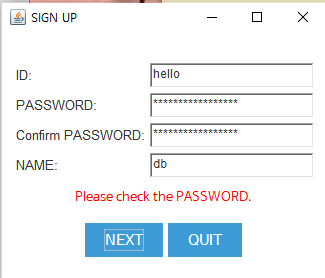 SIGN UP
ID: hello
PASSWORD: *****************
Confirm PASSWORD: *****************
NAME: db
Please check the PASSWORD.
NEXT QUIT